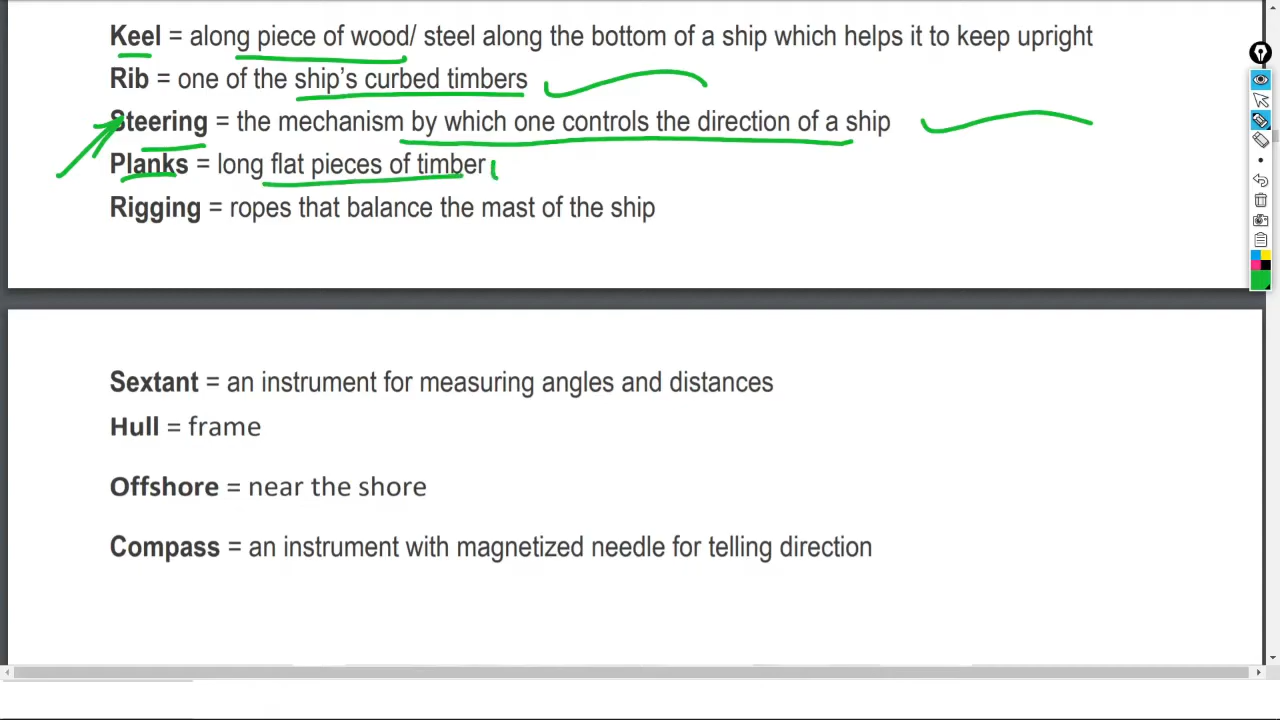 Keel = along piece of wood/ steel along the bottom of a ship which helps it to keep upright
Rib = one of the ship's curbed timbers
Steering = the mechanism by which one controls the direction of a ship
Planks = long flat pieces of timber
Rigging = ropes that balance the mast of the ship
Sextant = an instrument for measuring angles and distances
Hull = frame
Offshore = near the shore
Compass = an instrument with magnetized needle for telling direction